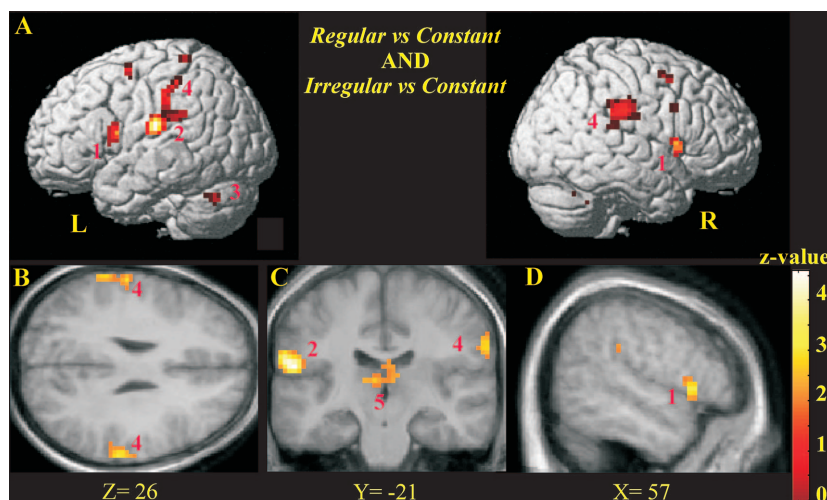 A
Regular vs Constant
AND
Irregular vs Constant
4
2
1
3
L
4
1
R
B
4
4
Z= 26
C
2
4
5
Y= -21
D
1
X= 57
z-value
4
3
2
1
0